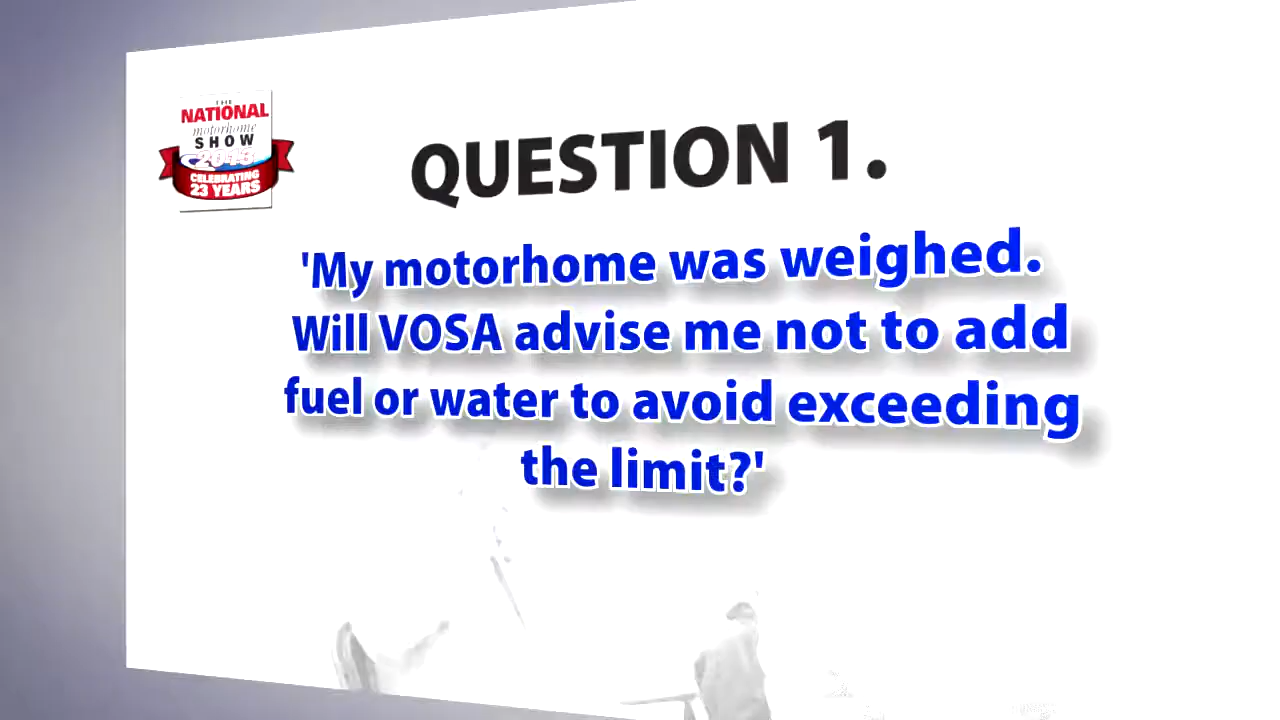 THE
NATIONAL
motorhome
SHOW
2013
CELEBRATING
23 YEARS
QUESTION 1.
'My motorhome was weighed.
Will VOSA advise me not to add
fuel or water to avoid exceeding
the limit?'